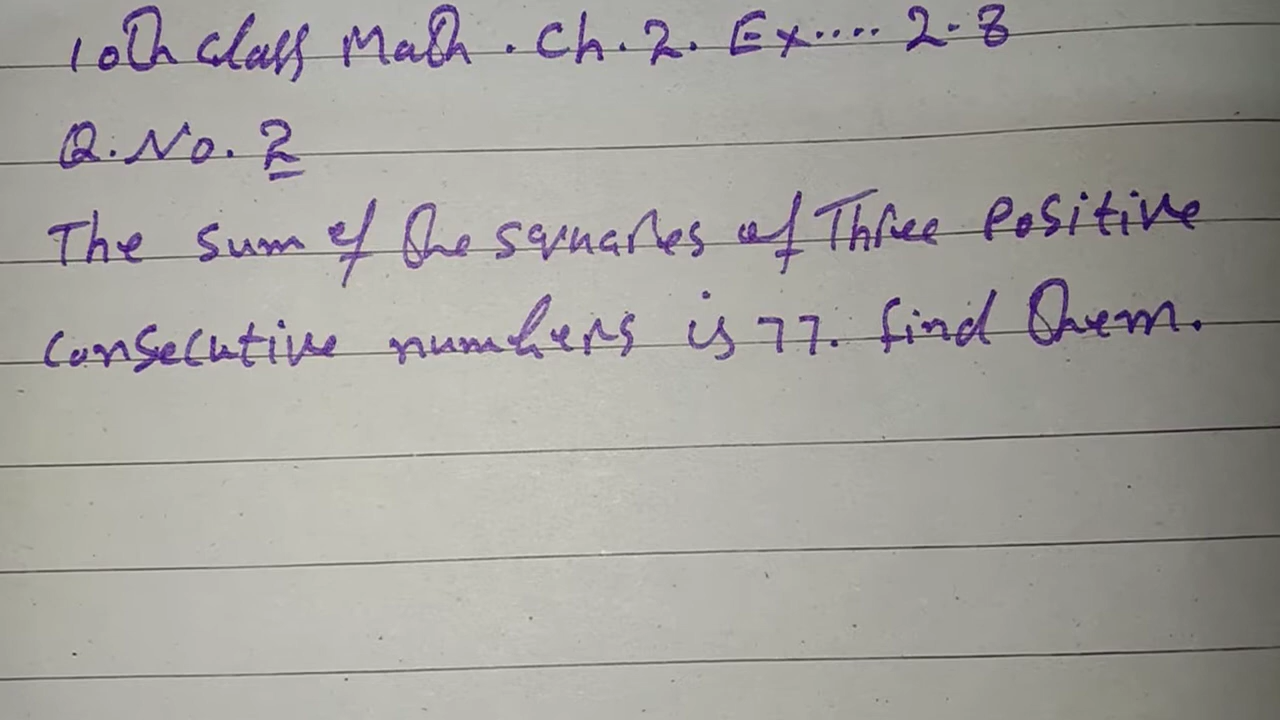 10th class Math. Ch. 2. Ex.... 2.8
Q. No. 2
The sum of the squares of Three Positive
consecutive numbers is 77. find them.